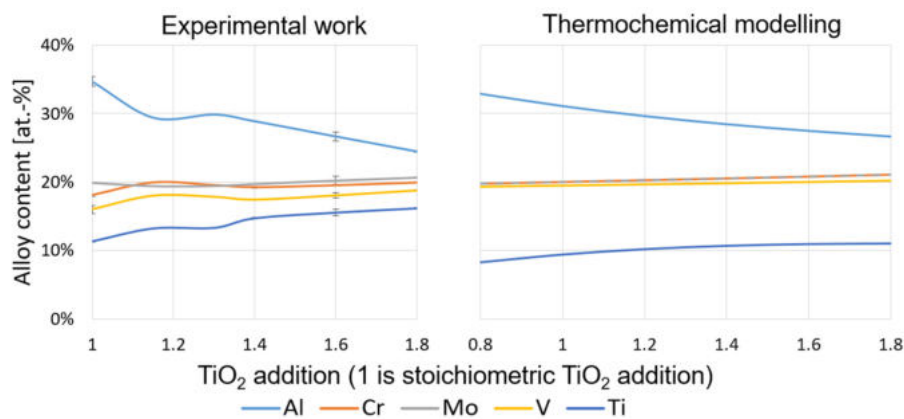 Experimental work
Thermochemical modelling
Alloy content [at.-%]
40%
30%
20%
10%
0%
1 1.2 1.4 1.6 1.8
0.8 1 1.2 1.4 1.6 1.8
TiO₂ addition (1 is stoichiometric TiO₂ addition)
Al Cr Mo V Ti